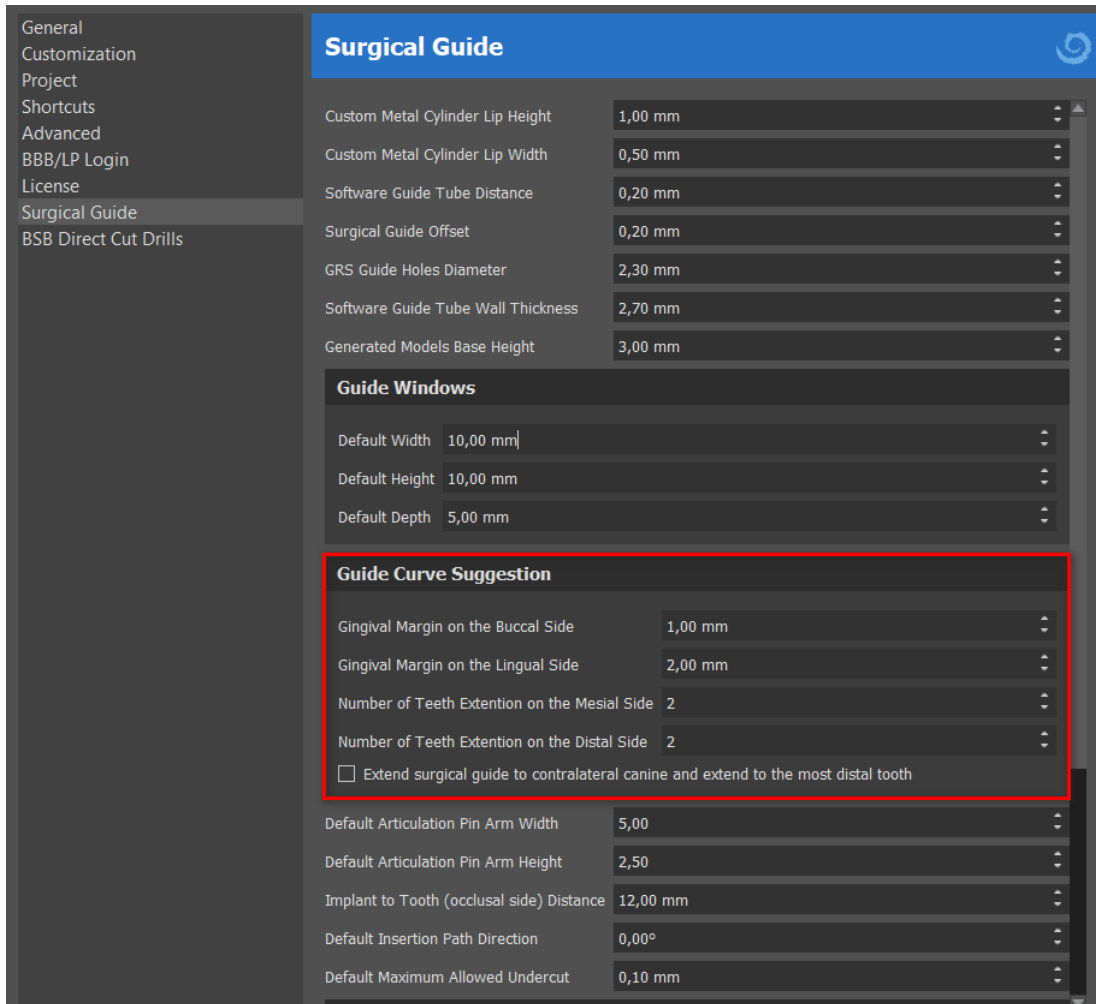 General
Customization
Project
Shortcuts
Advanced
BBB/LP Login
License
Surgical Guide
BSB Direct Cut Drills
Surgical Guide
Custom Metal Cylinder Lip Height 1,00 mm
Custom Metal Cylinder Lip Width 0,50 mm
Software Guide Tube Distance 0,20 mm
Surgical Guide Offset 0,20 mm
GRS Guide Holes Diameter 2,30 mm
Software Guide Tube Wall Thickness 2,70 mm
Generated Models Base Height 3,00 mm
Guide Windows
Default Width 10,00 mm
Default Height 10,00 mm
Default Depth 5,00 mm
Guide Curve Suggestion
Gingival Margin on the Buccal Side 1,00 mm
Gingival Margin on the Lingual Side 2,00 mm
Number of Teeth Extention on the Mesial Side 2
Number of Teeth Extention on the Distal Side 2
Extend surgical guide to contralateral canine and extend to the most distal tooth
Default Articulation Pin Arm Width 5,00
Default Articulation Pin Arm Height 2,50
Implant to Tooth (occlusal side) Distance 12,00 mm
Default Insertion Path Direction 0,00º
Default Maximum Allowed Undercut 0,10 mm